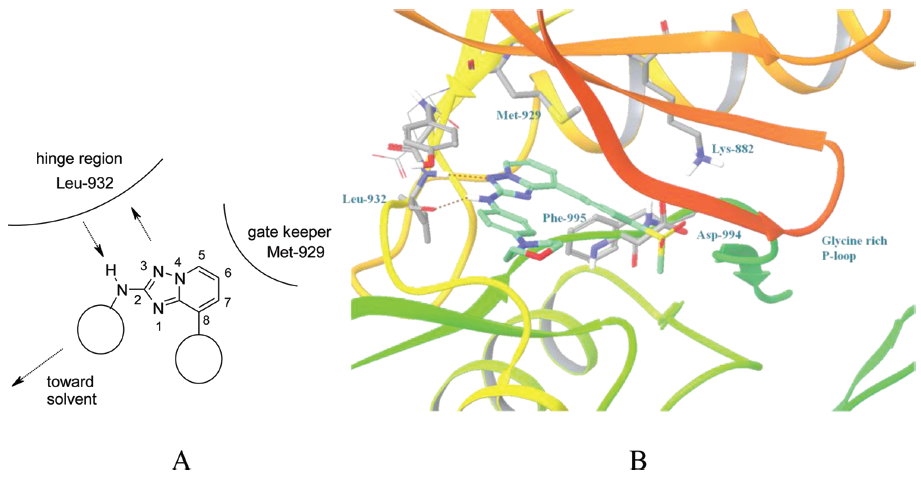 hinge region
Leu-932
gate keeper
Met-929
H
N
3
4
5
N
N
6
2
7
N
1
8
toward
solvent
A
Met-929
Lys-882
Leu-932
Phe-995
Asp-994
Glycine rich
P-loop
B